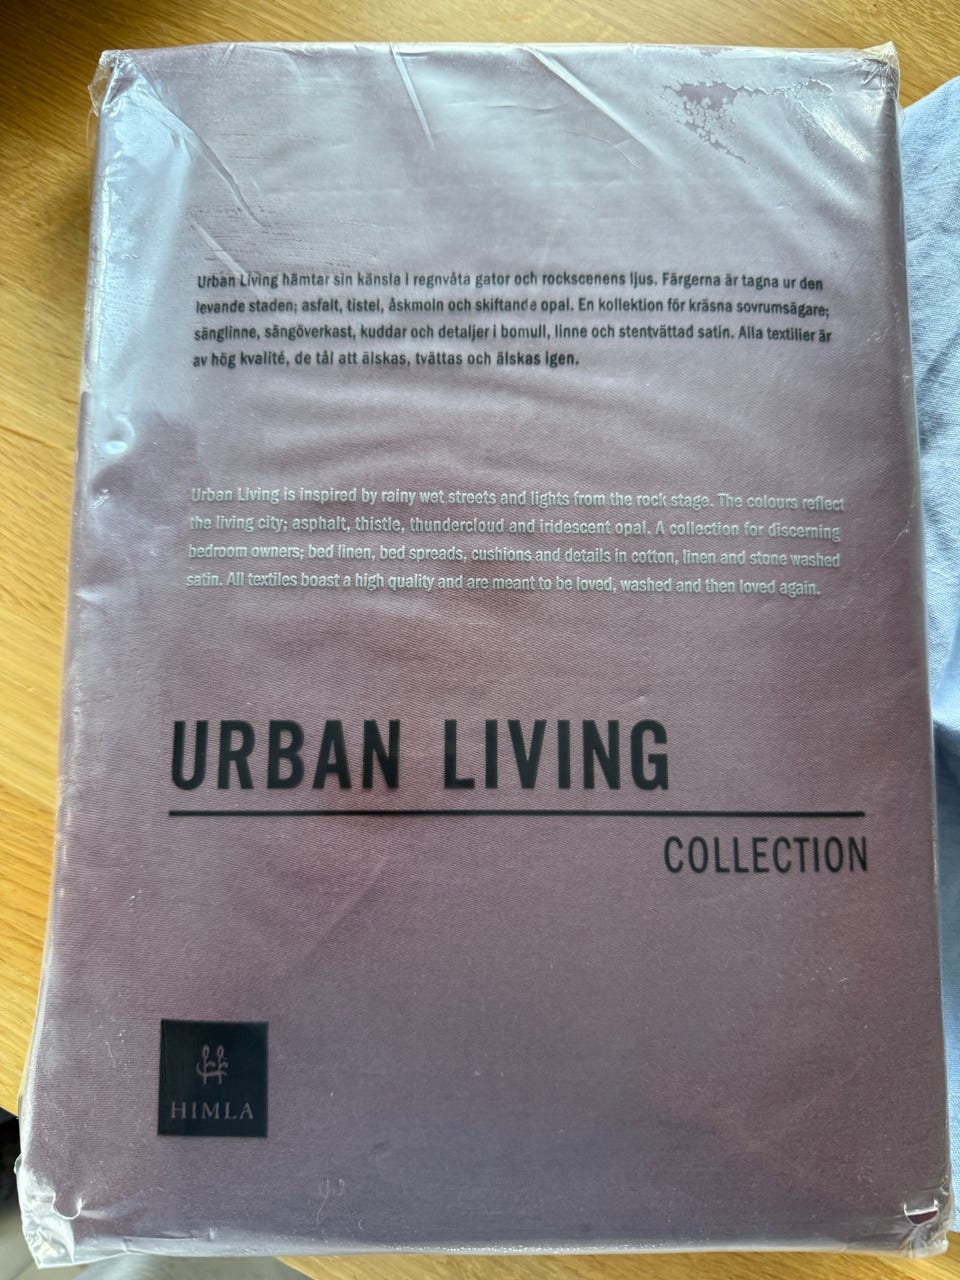 Urban Living hämtar sin känsla i regnvåta gator och rockscenens ljus. Färgerna är tagna ur den
levande staden; asfalt, tistel, åskmoln och skiftande opal. En kollektion för kräsna sovrumsägare;
sänglinne, sängöverkast, kuddar och detaljer i bomull, linne och stentvättad satin. Alla textilier är
av hög kvalité, de tål att älskas, tvättas och älskas igen.
Urban Living is inspired by rainy wet streets and lights from the rock stage. The colours reflect
the living city; asphalt, thistle, thundercloud and iridescent opal. A collection for discerning
bedroom owners; bed linen, bed spreads, cushions and details in cotton, linen and stone washed
satin. All textiles boast a high quality and are meant to be loved, washed and then loved again.
URBAN LIVING
COLLECTION
HIMLA